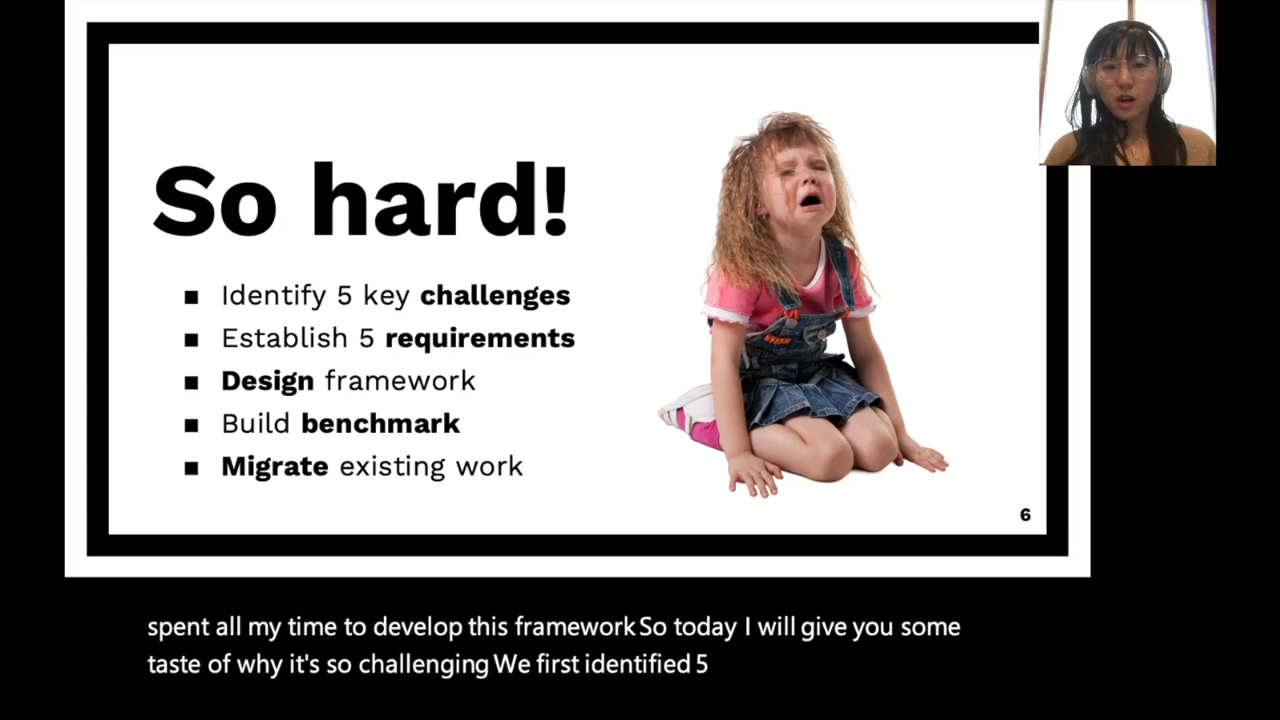 So hard!
■ Identify 5 key challenges
■ Establish 5 requirements
■ Design framework
■ Build benchmark
■ Migrate existing work
6
spent all my time to develop this framework So today I will give you some
taste of why it's so challenging We first identified 5